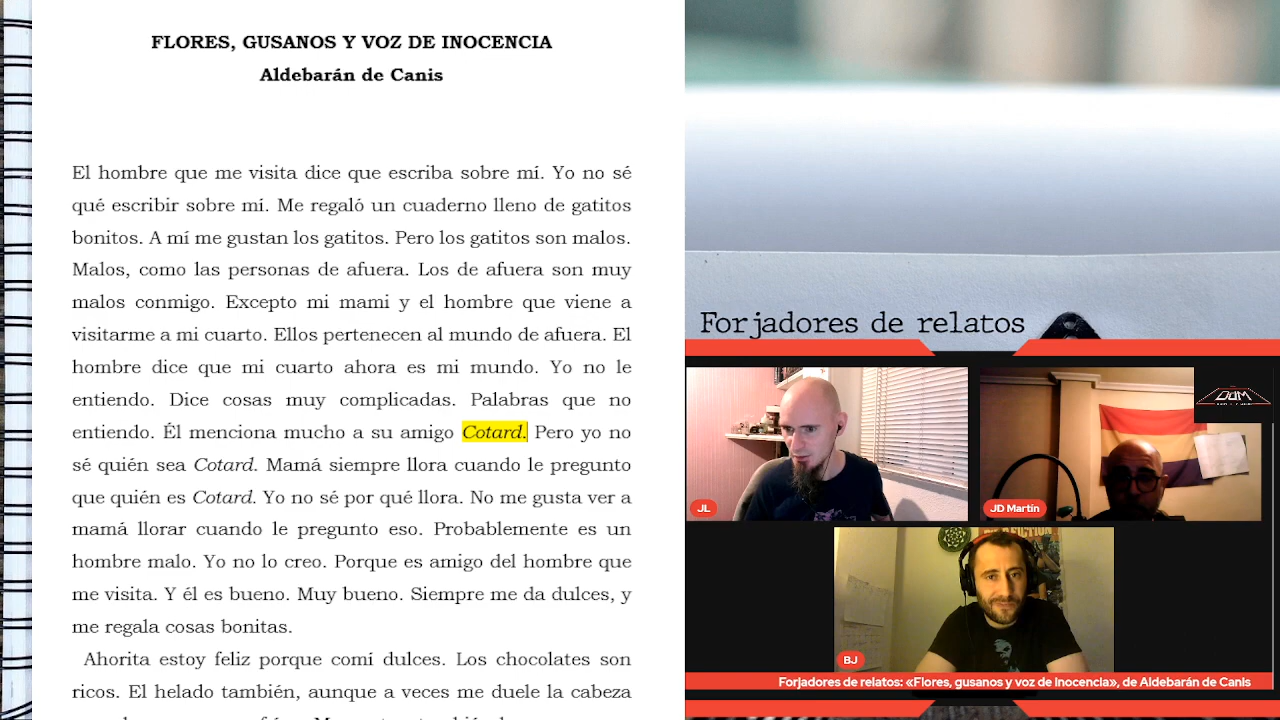 FLORES, GUSANOS Y VOZ DE INOCENCIA
Aldebarán de Canis
El hombre que me visita dice que escriba sobre mí. Yo no sé
qué escribir sobre mí. Me regaló un cuaderno lleno de gatitos
bonitos. A mí me gustan los gatitos. Pero los gatitos son malos.
Malos, como las personas de afuera. Los de afuera son muy
malos conmigo. Excepto mi mami y el hombre que viene a
visitarme a mi cuarto. Ellos pertenecen al mundo de afuera. El
hombre dice que mi cuarto ahora es mi mundo. Yo no le
entiendo. Dice cosas muy complicadas. Palabras que no
entiendo. Él menciona mucho a su amigo Cotard. Pero yo no
sé quién sea Cotard. Mamá siempre llora cuando le pregunto
que quién es Cotard. Yo no sé por qué llora. No me gusta ver a
mamá llorar cuando le pregunto eso. Probablemente es un
hombre malo. Yo no lo creo. Porque es amigo del hombre que
me visita. Y él es bueno. Muy bueno. Siempre me da dulces, y
me regala cosas bonitas.
Ahorita estoy feliz porque comí dulces. Los chocolates son
ricos. El helado también, aunque a veces me duele la cabeza
Forjadores de relatos
JL
JD Martín
BJ
Forjadores de relatos: «Flores, gusanos y voz de Inocencia», de Aldebarán de Canis